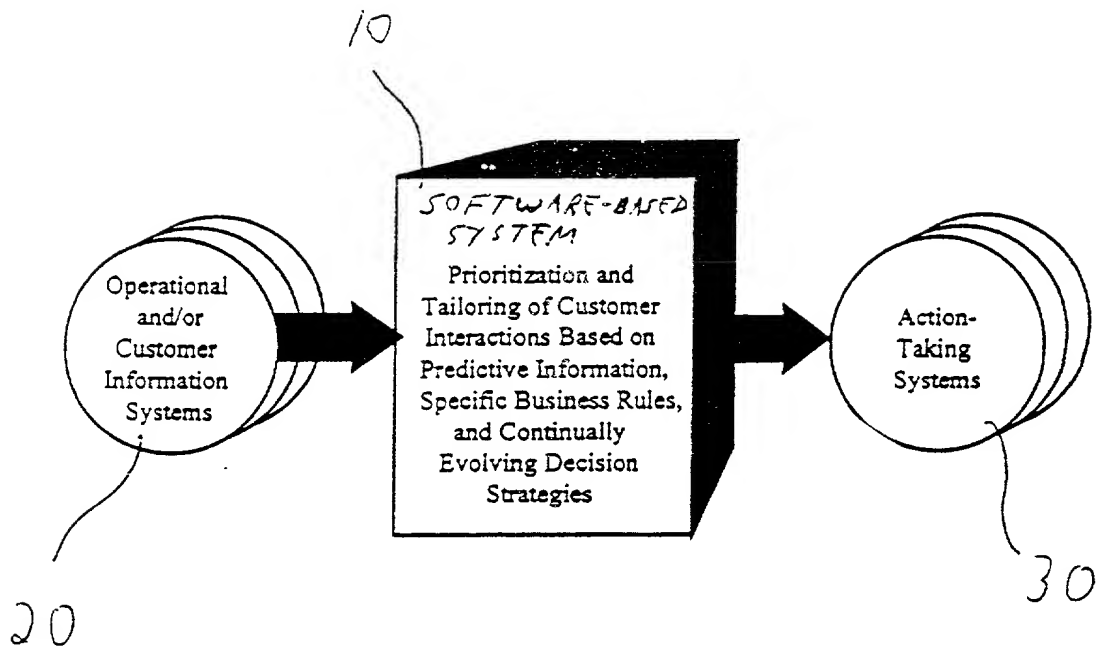 10
SOFTWARE-BASED
SYSTEM
Prioritization and
Tailoring of Customer
Interactions Based on
Predictive Information,
Specific Business Rules,
and Continually
Evolving Decision
Strategies
Operational
and/or
Customer
Information
Systems
Action-
Taking
Systems
20
30